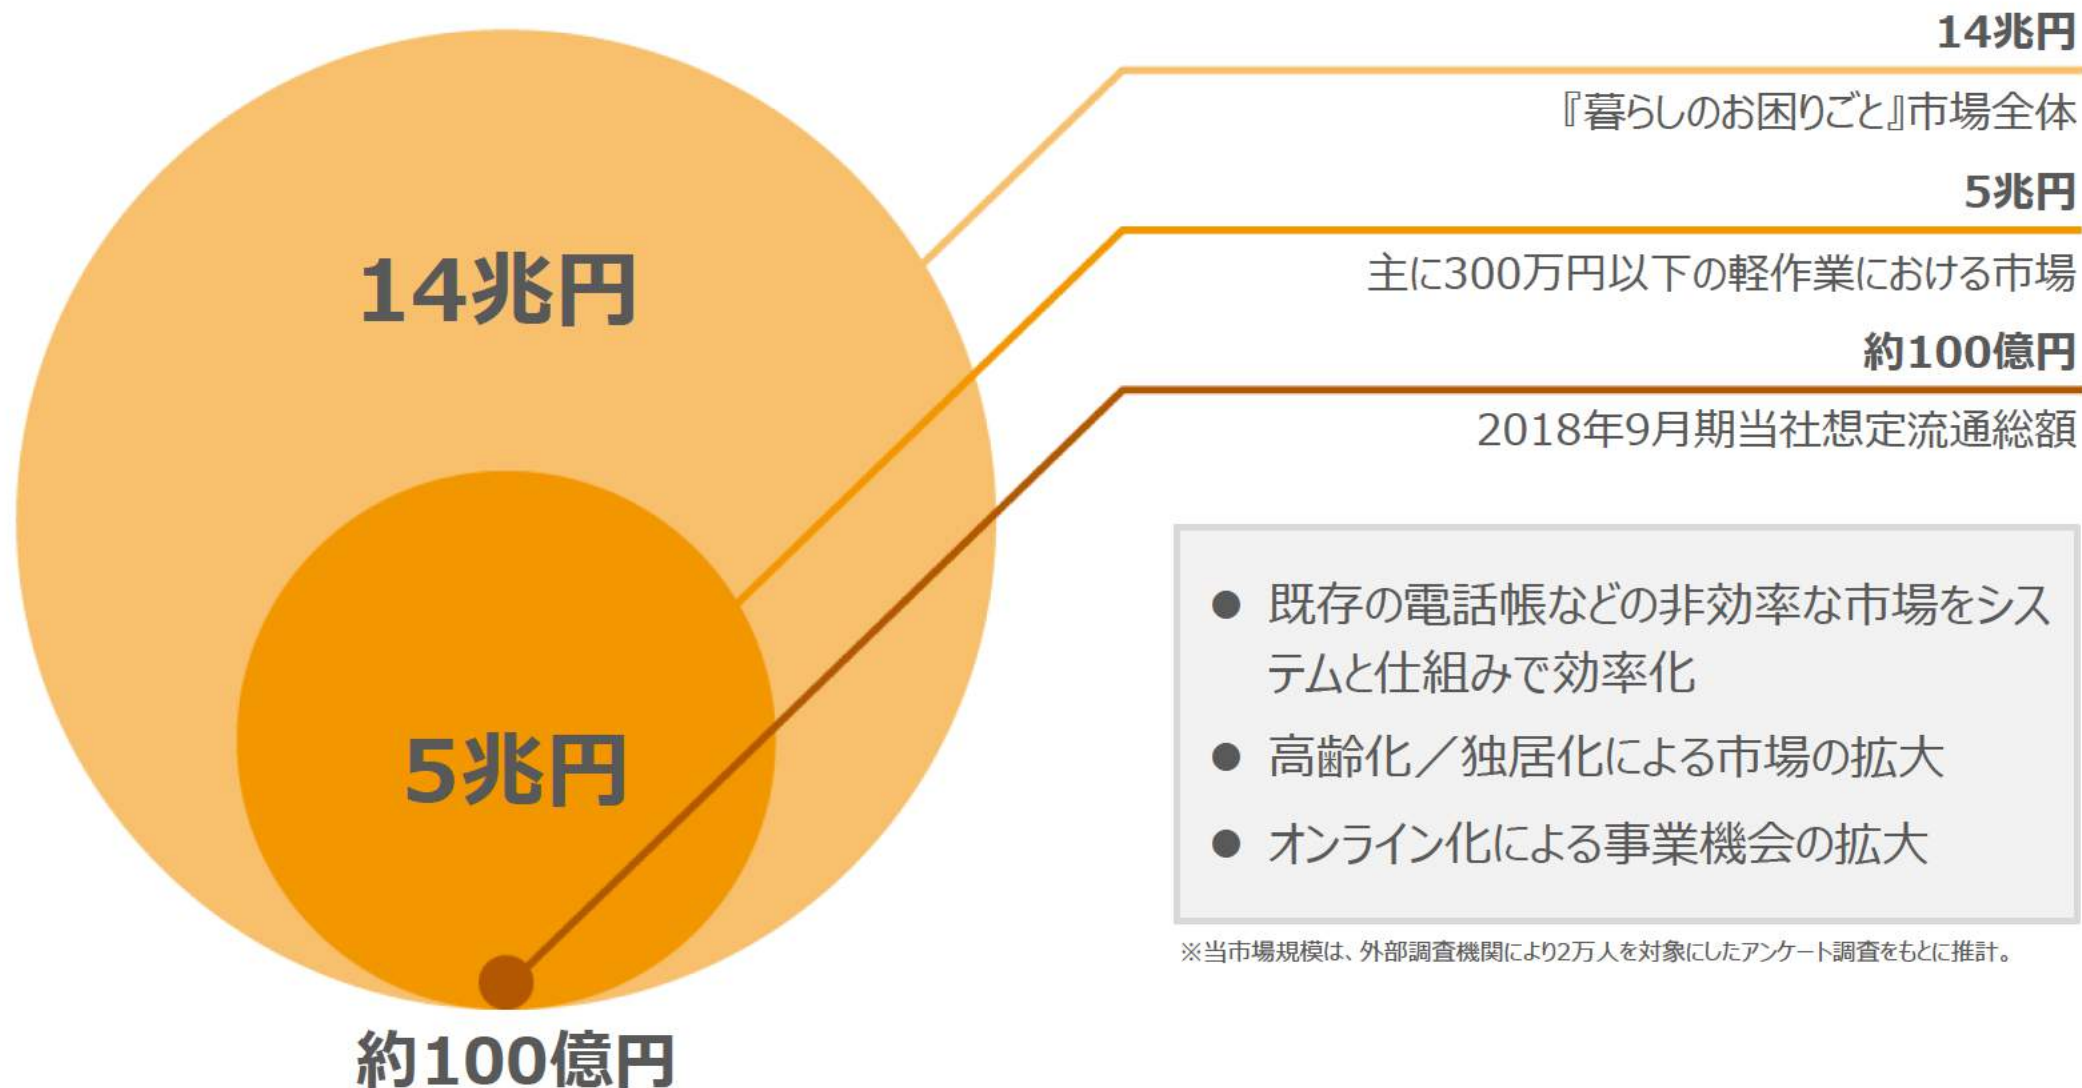 14兆円
5兆円
約100億円
14兆円
『暮らしのお困りごと』市場全体
5兆円
主に300万円以下の軽作業における市場
約100億円
2018年9月期当社想定流通総額
● 既存の電話帳などの非効率な市場をシス
テムと仕組みで効率化
● 高齢化／独居化による市場の拡大
● オンライン化による事業機会の拡大
※当市場規模は、外部調査機関により2万人を対象にしたアンケート調査をもとに推計。